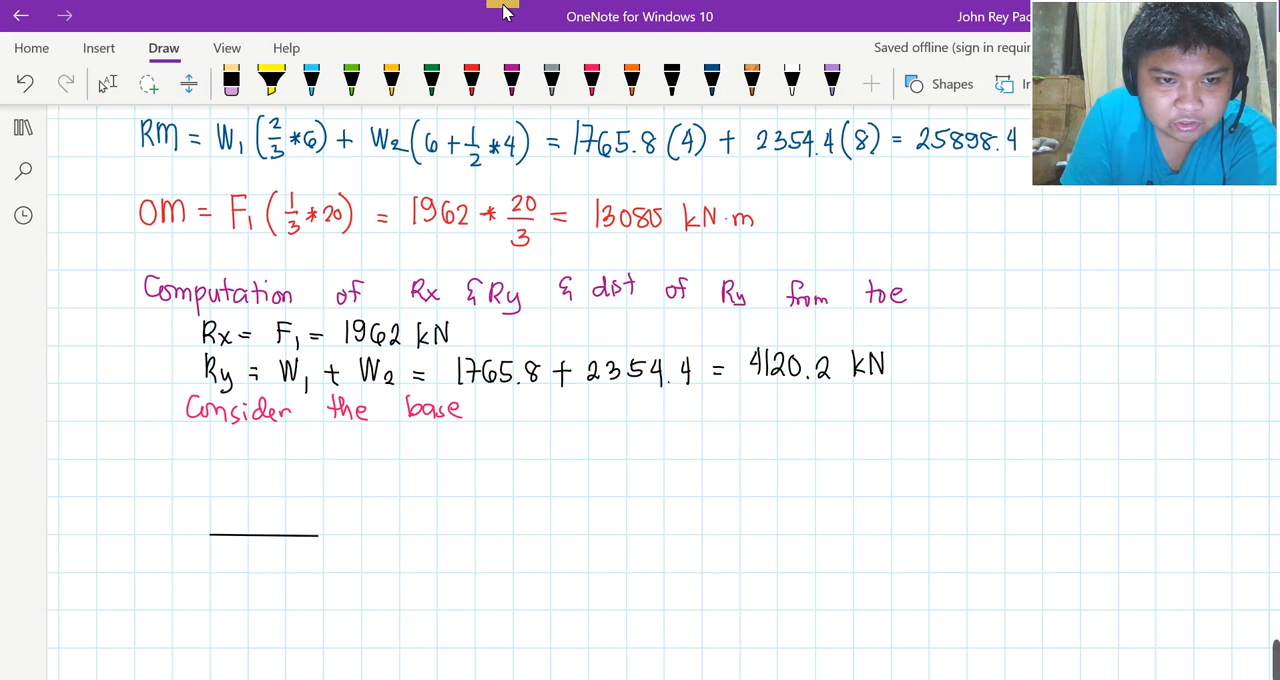 OneNote for Windows 10
John Rey Pac
Home Insert Draw View Help
Saved offline (sign in requir
Shapes
In
RM = W₁ (2/3 * 6) + W₂ (6 + 1/2 * 4) = 1765.8 (4) + 2354.4 (8) = 25898.4
OM = F₁ (1/3 * 20) = 1962 * 20/3 = 13080 kN·m
Computation of Rx & Ry & dist of Ry from toe
Rx = F₁ = 1962 kN
Ry = W₁ + W₂ = 1765.8 + 2354.4 = 4120.2 kN
Consider the base